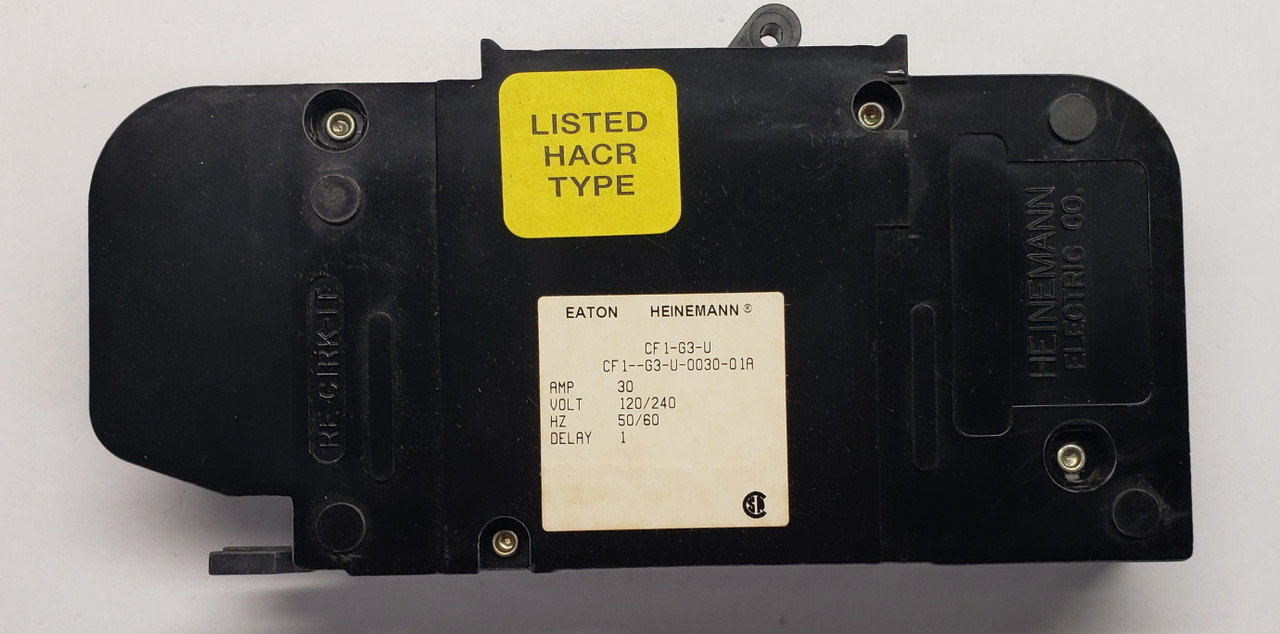 LISTED
HACR
TYPE
EATON HEINEMANN®
CF1-G3-U
CF1--G3-U-0030-01A
AMP 30
VOLT 120/240
HZ 50/60
DELAY 1
RE-CIRK-IT
HEINEMANN
ELECTRIC CO.